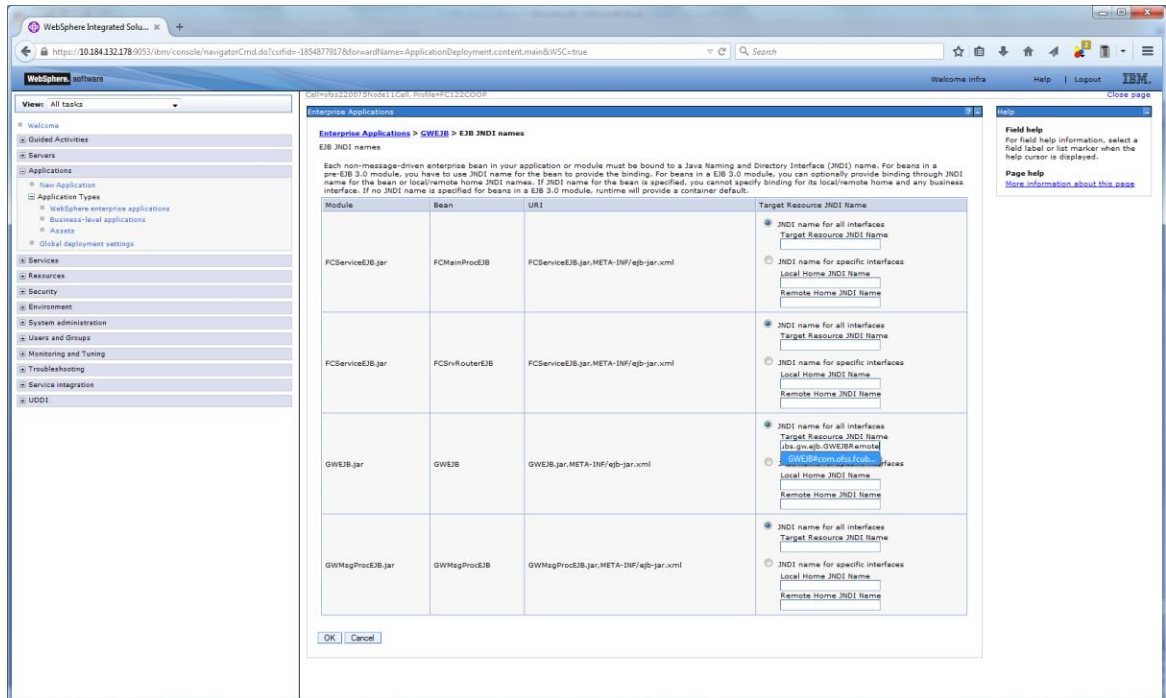 WebSphere Integrated Solu... × +
https://10.184.132.178:9053/ibm/console/navigatorCmd.do?csrfid=-1854877917&forwardName=ApplicationDeployment.content.main&WSC=true
Search
WebSphere. software
Welcome infra Help | Logout IBM.
View: All tasks
Welcome
Guided Activities
Servers
Applications
New Application
Application Types
WebSphere enterprise applications
Business-level applications
Assets
Global deployment settings
Services
Resources
Security
Environment
System administration
Users and Groups
Monitoring and Tuning
Troubleshooting
Service integration
UDDI
Cell=ofss220075Node11Cell, Profile=FC122COOP
Close page
Enterprise Applications
Enterprise Applications > GWEJB > EJB JNDI names
EJB JNDI names
Each non-message-driven enterprise bean in your application or module must be bound to a Java Naming and Directory Interface (JNDI) name. For beans in a
pre-EJB 3.0 module, you have to use JNDI name for the bean to provide the binding. For beans in a EJB 3.0 module, you can optionally provide binding through JNDI
name for the bean or local/remote home JNDI names. If JNDI name for the bean is specified, you cannot specify binding for its local/remote home and any business
interface. If no JNDI name is specified for beans in a EJB 3.0 module, runtime will provide a container default.
Module Bean URI Target Resource JNDI Name
FCServiceEJB.jar FCMainProcEJB FCServiceEJB.jar,META-INF/ejb-jar.xml
JNDI name for all interfaces
Target Resource JNDI Name
JNDI name for specific interfaces
Local Home JNDI Name
Remote Home JNDI Name
FCServiceEJB.jar FCSrvRouterEJB FCServiceEJB.jar,META-INF/ejb-jar.xml
JNDI name for all interfaces
Target Resource JNDI Name
JNDI name for specific interfaces
Local Home JNDI Name
Remote Home JNDI Name
GWEJB.jar GWEJB GWEJB.jar,META-INF/ejb-jar.xml
JNDI name for all interfaces
Target Resource JNDI Name
ubs.gw.ejb.GWEJBRemote
GWEJB#com.ofss.fcub...
Local Home JNDI Name
Remote Home JNDI Name
GWMsgProcEJB.jar GWMsgProcEJB GWMsgProcEJB.jar,META-INF/ejb-jar.xml
JNDI name for all interfaces
Target Resource JNDI Name
JNDI name for specific interfaces
Local Home JNDI Name
Remote Home JNDI Name
OK Cancel
Help
Field help
For field help information, select a
field label or list marker when the
help cursor is displayed.
Page help
More information about this page